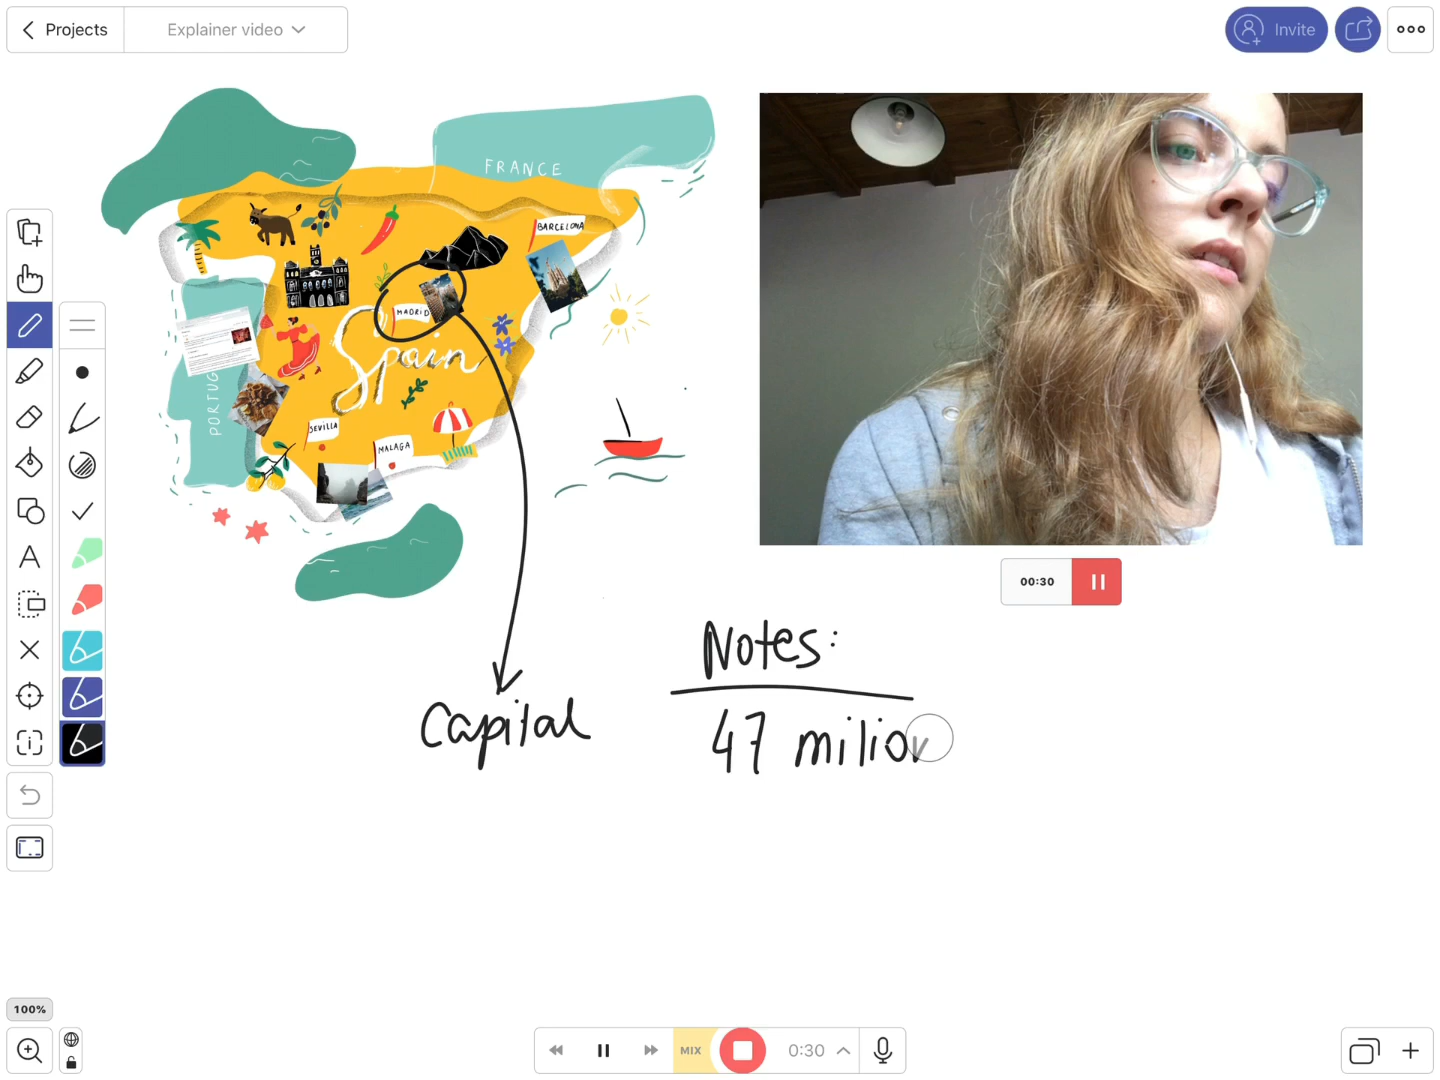 Projects
Explainer video
Invite
FRANCE
BARCELONA
MADRID
Spain
PORTUG
SEVILLA
MALAGA
00:30
Notes:
47 milion
Capital
100%
MIX
0:30